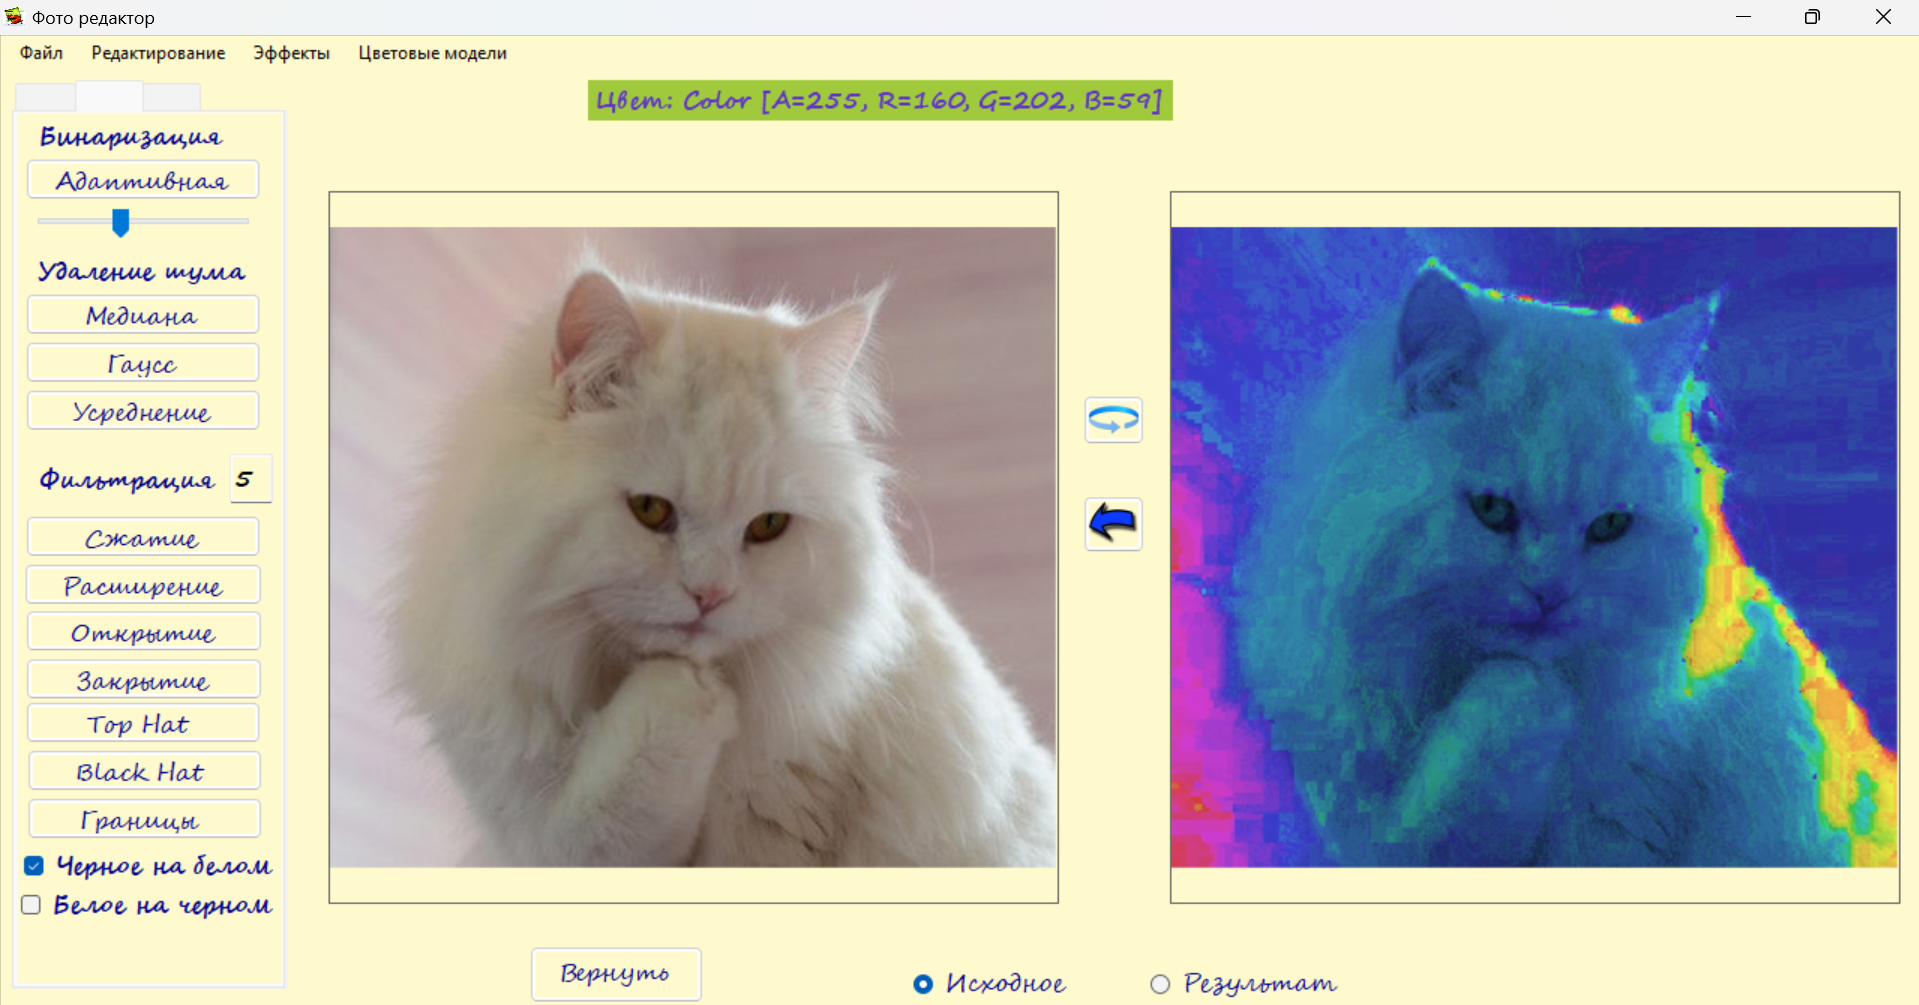 Фото редактор
Файл Редактирование Эффекты Цветовые модели
Цвет: Color [A=255, R=160, G=202, B=59]
Бинаризация
Адаптивная
Удаление шума
Медиана
Гаусс
Усреднение
Фильтрация 5
Сжатие
Расширение
Открытие
Закрытие
Top Hat
Black Hat
Границы
Черное на белом
Белое на черном
Вернуть
Исходное
Результат